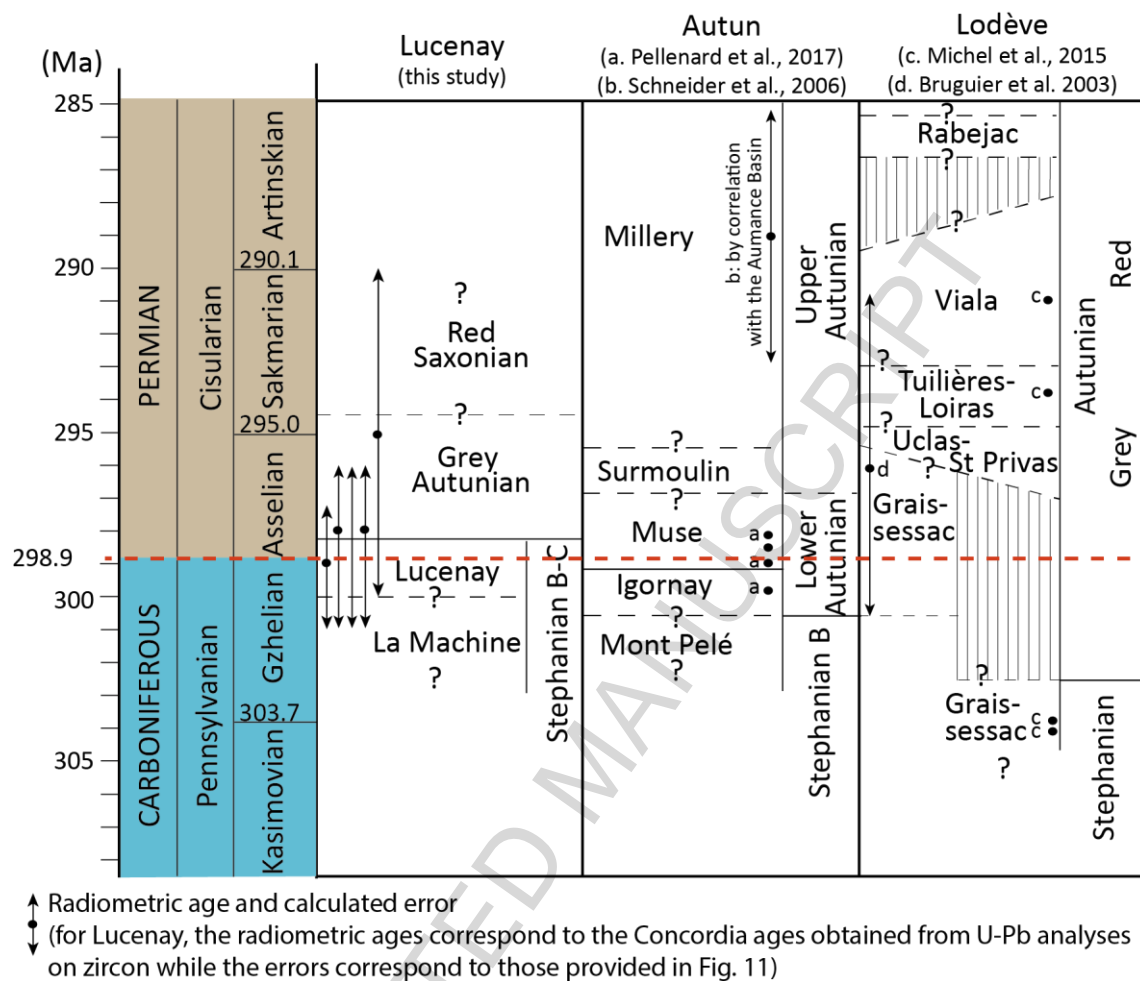 (Ma)
Lucenay
(this study)
Autun
(a. Pellenard et al., 2017)
(b. Schneider et al., 2006)
Lodève
(c. Michel et al., 2015
(d. Bruguier et al. 2003)
285
290
295
298.9
300
305
PERMIAN
CARBONIFEROUS
Cisularian
Pennsylvanian
Artinskian
290.1
Sakmarian
295.0
Asselian
Gzhelian
303.7
Kasimovian
?
Red
Saxonian
?
Grey
Autunian
Lucenay
?
La Machine
?
Stephanian B-C
Millery
b: by correlation
with the Aumance Basin
?
Surmoulin
?
Muse
a
a
Igornay
a
?
Mont Pelé
?
Upper
Autunian
Lower
Autunian
Stephanian B
?
Rabejac
?
?
Viala
c
?
Tuilières-
Loiras
c
?
Uclas-
St Privas
?
d
Grais-
sessac
?
Grais-
sessac
c
c
?
Autunian
Red
Grey
Stephanian
TED MANUSCRIPT
Radiometric age and calculated error
(for Lucenay, the radiometric ages correspond to the Concordia ages obtained from U-Pb analyses
on zircon while the errors correspond to those provided in Fig. 11)